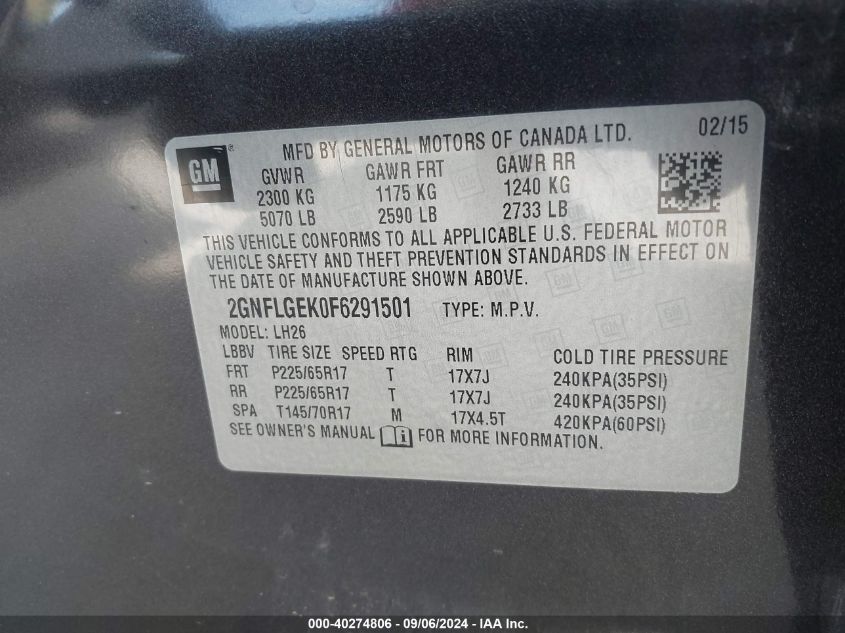 GM
MFD BY GENERAL MOTORS OF CANADA LTD. 02/15
GVWR GAWR FRT GAWR RR
2300 KG 1175 KG 1240 KG
5070 LB 2590 LB 2733 LB
THIS VEHICLE CONFORMS TO ALL APPLICABLE U.S. FEDERAL MOTOR
VEHICLE SAFETY AND THEFT PREVENTION STANDARDS IN EFFECT ON
THE DATE OF MANUFACTURE SHOWN ABOVE.
2GNFLGEK0F6291501 TYPE: M.P.V.
MODEL: LH26
LBBV TIRE SIZE SPEED RTG RIM COLD TIRE PRESSURE
FRT P225/65R17 T 17X7J 240KPA(35PSI)
RR P225/65R17 T 17X7J 240KPA(35PSI)
SPA T145/70R17 M 17X4.5T 420KPA(60PSI)
SEE OWNER'S MANUAL FOR MORE INFORMATION.
000-40274806 - 09/06/2024 - IAA Inc.